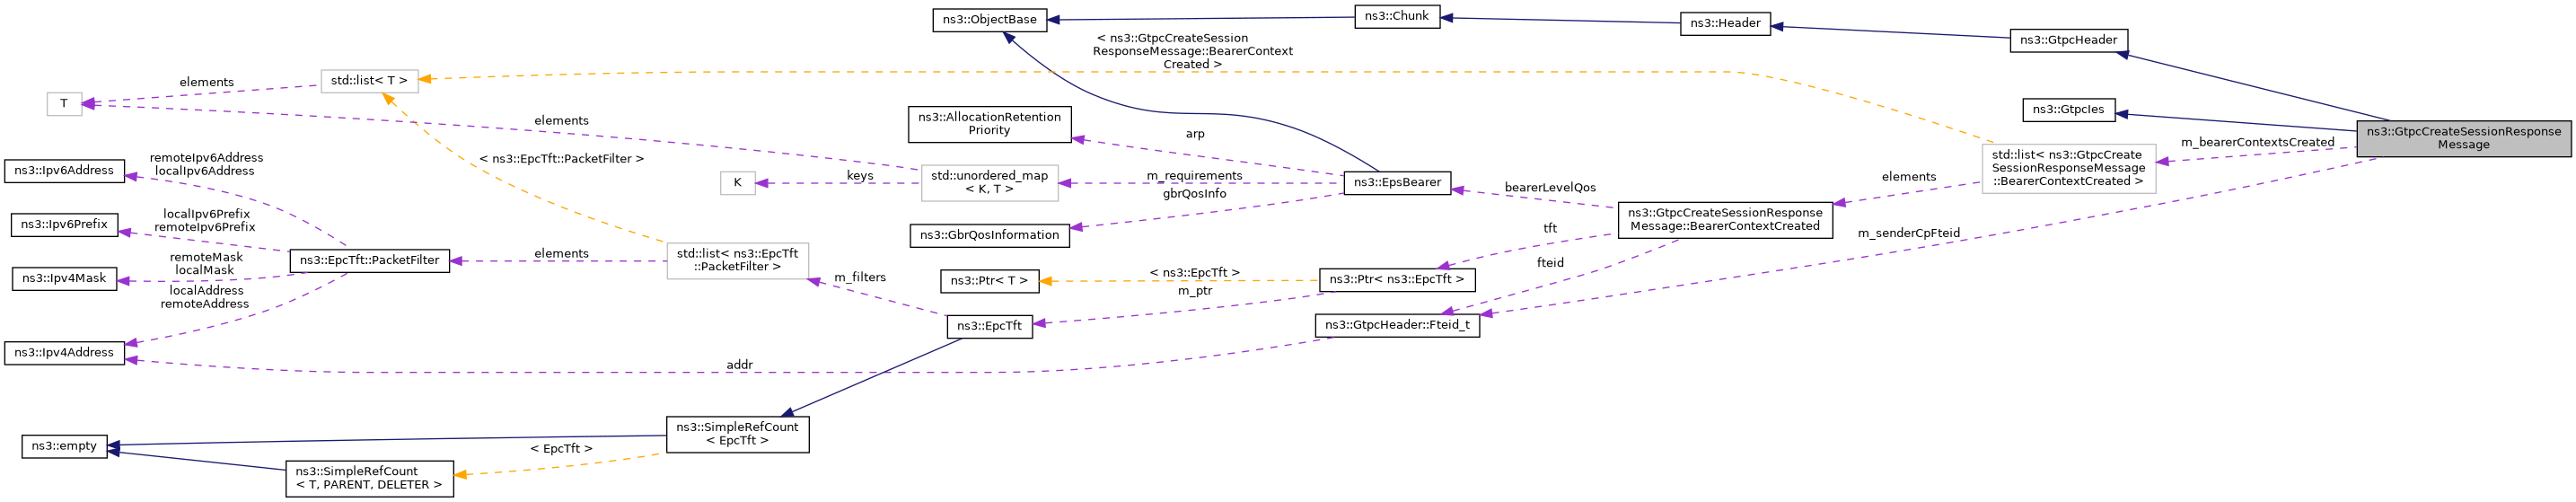 ns3::ObjectBase
ns3::Chunk
ns3::Header
ns3::GtpcHeader
< ns3::GtpcCreateSession
ResponseMessage::BearerContext
Created >
std::list< T >
elements
T
ns3::GtpcIes
ns3::AllocationRetention
Priority
elements
arp
ns3::GtpcCreateSessionResponse
Message
m_bearerContextsCreated
std::list< ns3::GtpcCreate
SessionResponseMessage
::BearerContextCreated >
< ns3::EpcTft::PacketFilter >
remoteIpv6Address
localIpv6Address
ns3::Ipv6Address
K
keys
std::unordered_map
< K, T >
m_requirements
gbrQosInfo
ns3::EpsBearer
bearerLevelQos
elements
ns3::GtpcCreateSessionResponse
Message::BearerContextCreated
localIpv6Prefix
remoteIpv6Prefix
ns3::Ipv6Prefix
ns3::GbrQosInformation
tft
m_senderCpFteid
ns3::EpcTft::PacketFilter
elements
std::list< ns3::EpcTft
::PacketFilter >
remoteMask
localMask
ns3::Ipv4Mask
fteid
m_filters
ns3::Ptr< T >
< ns3::EpcTft >
m_ptr
ns3::Ptr< ns3::EpcTft >
localAddress
remoteAddress
ns3::EpcTft
ns3::GtpcHeader::Fteid_t
ns3::Ipv4Address
addr
ns3::SimpleRefCount
< EpcTft >
ns3::empty
< EpcTft >
ns3::SimpleRefCount
< T, PARENT, DELETER >